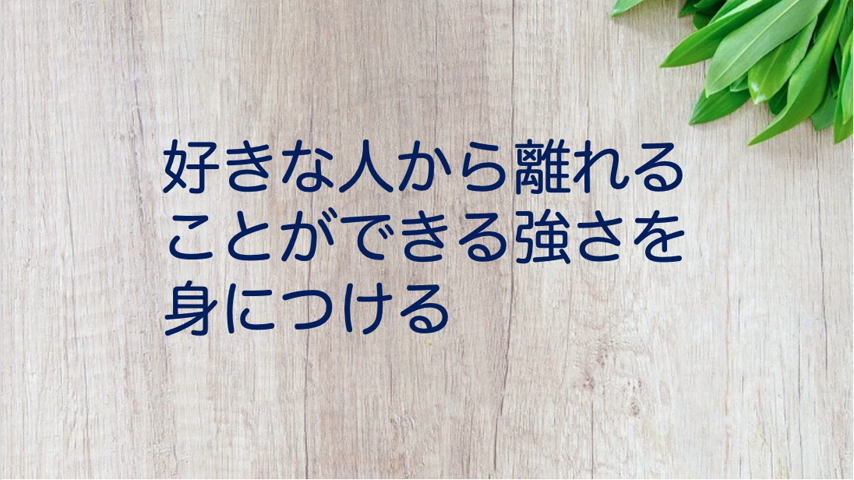 好きな人から離れる
ことができる強さを
身につける